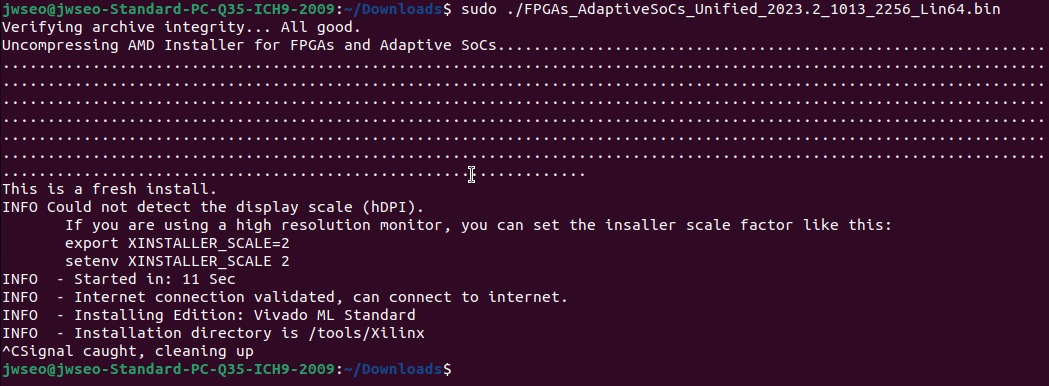 jwseo@jwseo-Standard-PC-Q35-ICH9-2009:~/Downloads$ sudo ./FPGAs_AdaptiveSoCs_Unified_2023.2_1013_2256_Lin64.bin
Verifying archive integrity... All good.
Uncompressing AMD Installer for FPGAs and Adaptive SoCs.............................................................
....................................................................................................................
....................................................................................................................
....................................................................................................................
....................................................................................................................
....................................................................................................................
....................................................................................................................
.................................................................
This is a fresh install.
INFO Could not detect the display scale (hDPI).
       If you are using a high resolution monitor, you can set the insaller scale factor like this:
       export XINSTALLER_SCALE=2
       setenv XINSTALLER_SCALE 2
INFO  - Started in: 11 Sec
INFO  - Internet connection validated, can connect to internet.
INFO  - Installing Edition: Vivado ML Standard
INFO  - Installation directory is /tools/Xilinx
^CSignal caught, cleaning up
jwseo@jwseo-Standard-PC-Q35-ICH9-2009:~/Downloads$